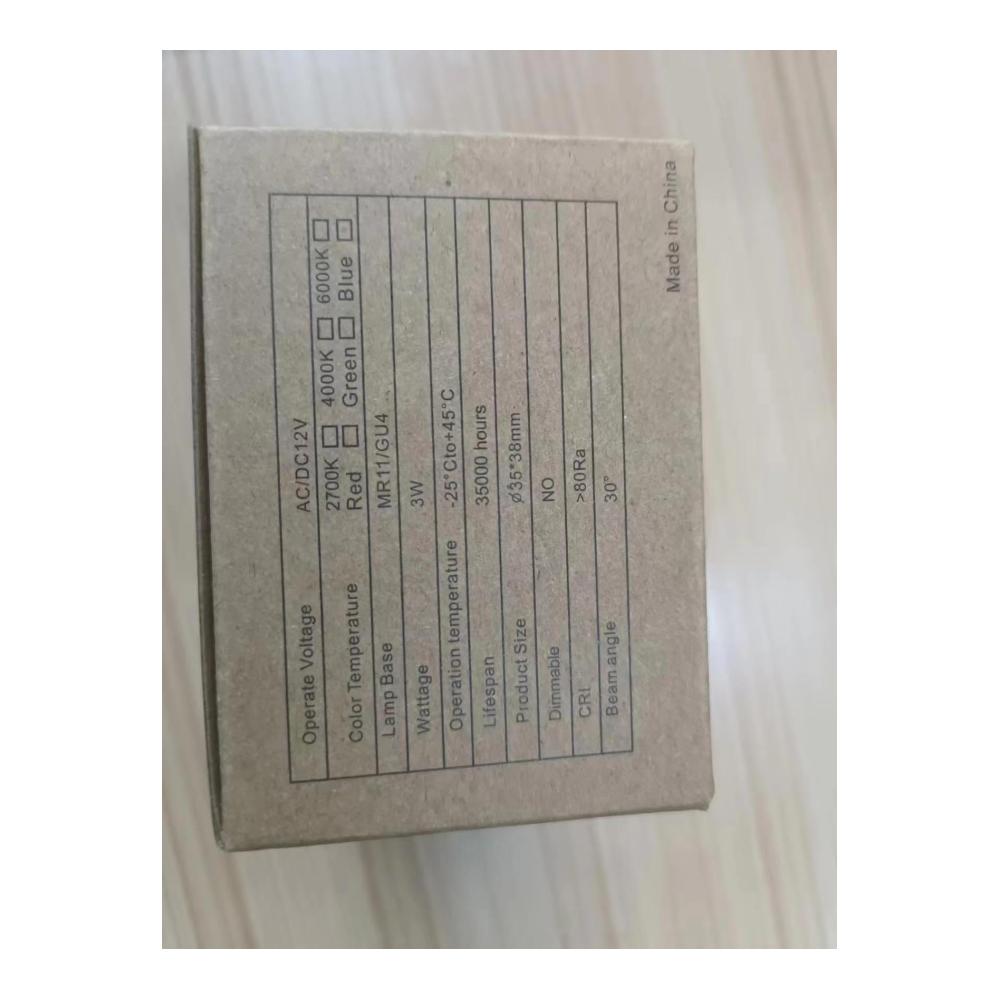 Operate Voltage AC/DC12V
Color Temperature 2700K □ 4000K □ 6000K □
Red □ Green □ Blue □
Lamp Base MR11/GU4
Wattage 3W
Operation temperature -25°Cto+45°C
Lifespan 35000 hours
Product Size ø35*38mm
Dimmable NO
CRL >80Ra
Beam angle 30°
Made in China